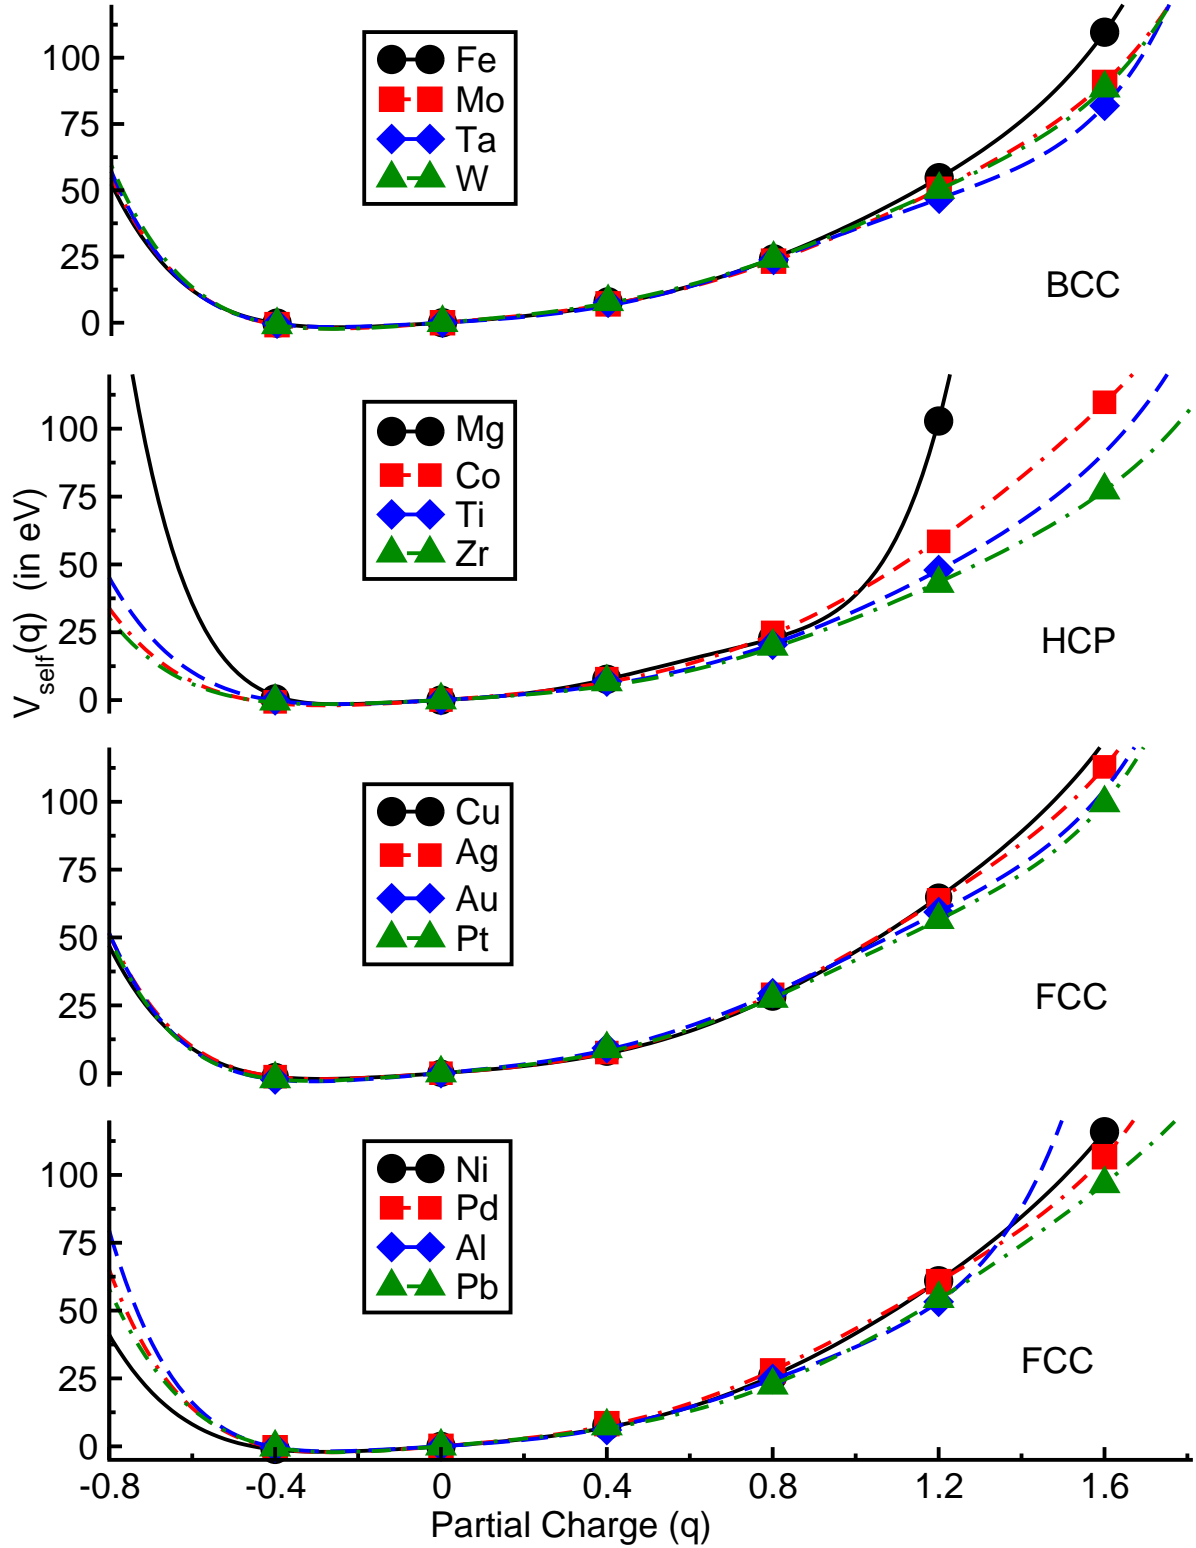 100
75
50
25
0
Fe
Mo
Ta
W
BCC
100
75
50
25
0
Mg
Co
Ti
Zr
HCP
V_self(q) (in eV)
100
75
50
25
0
Cu
Ag
Au
Pt
FCC
100
75
50
25
0
Ni
Pd
Al
Pb
FCC
-0.8 -0.4 0 0.4 0.8 1.2 1.6
Partial Charge (q)